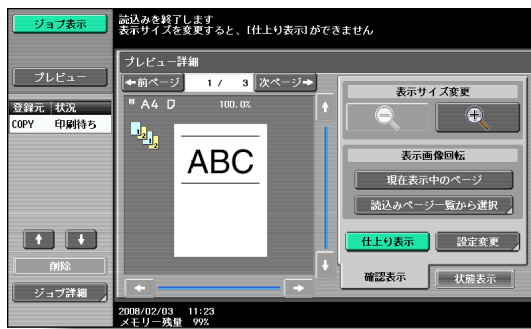 ジョブ表示
読込みを終了します
表示サイズを変更すると、[仕上り表示]ができません
プレビュー
登録元 状況
COPY 印刷待ち
削除
ジョブ詳細
プレビュー詳細
←前ページ 1 / 3 次ページ→
A4 100.0%
1 2 1 2
ABC
表示サイズ変更
表示画像回転
現在表示中のページ
読込みページ一覧から選択
仕上り表示 設定変更
確認表示 状態表示
2008/02/03 11:23
メモリー残量 99%